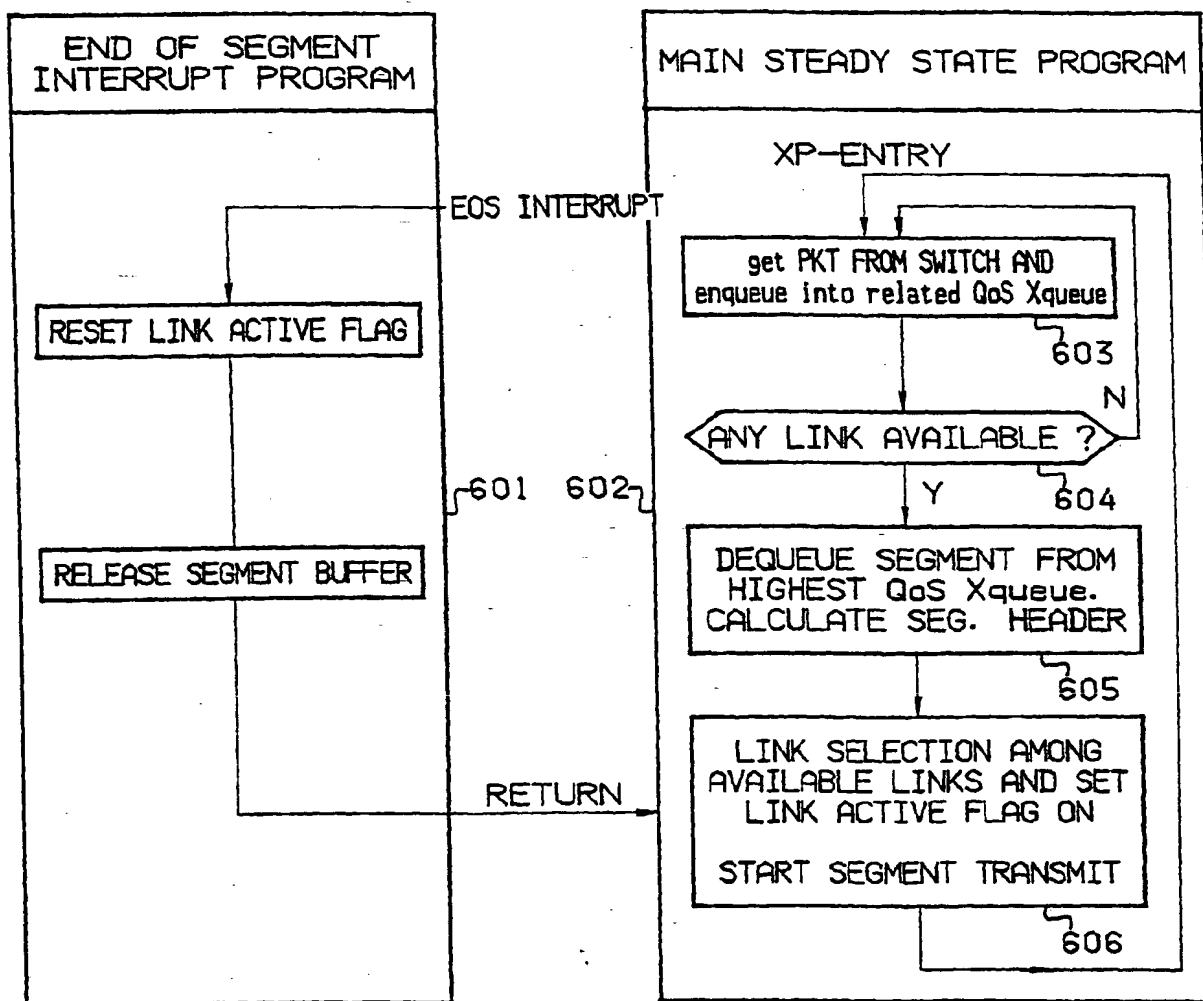 END OF SEGMENT
INTERRUPT PROGRAM
EOS INTERRUPT
RESET LINK ACTIVE FLAG
RELEASE SEGMENT BUFFER
601
RETURN
MAIN STEADY STATE PROGRAM
XP-ENTRY
get PKT FROM SWITCH AND
enqueue into related QoS Xqueue
603
ANY LINK AVAILABLE ?
N
604
Y
602
DEQUEUE SEGMENT FROM
HIGHEST QoS Xqueue.
CALCULATE SEG. HEADER
605
LINK SELECTION AMONG
AVAILABLE LINKS AND SET
LINK ACTIVE FLAG ON
START SEGMENT TRANSMIT
606